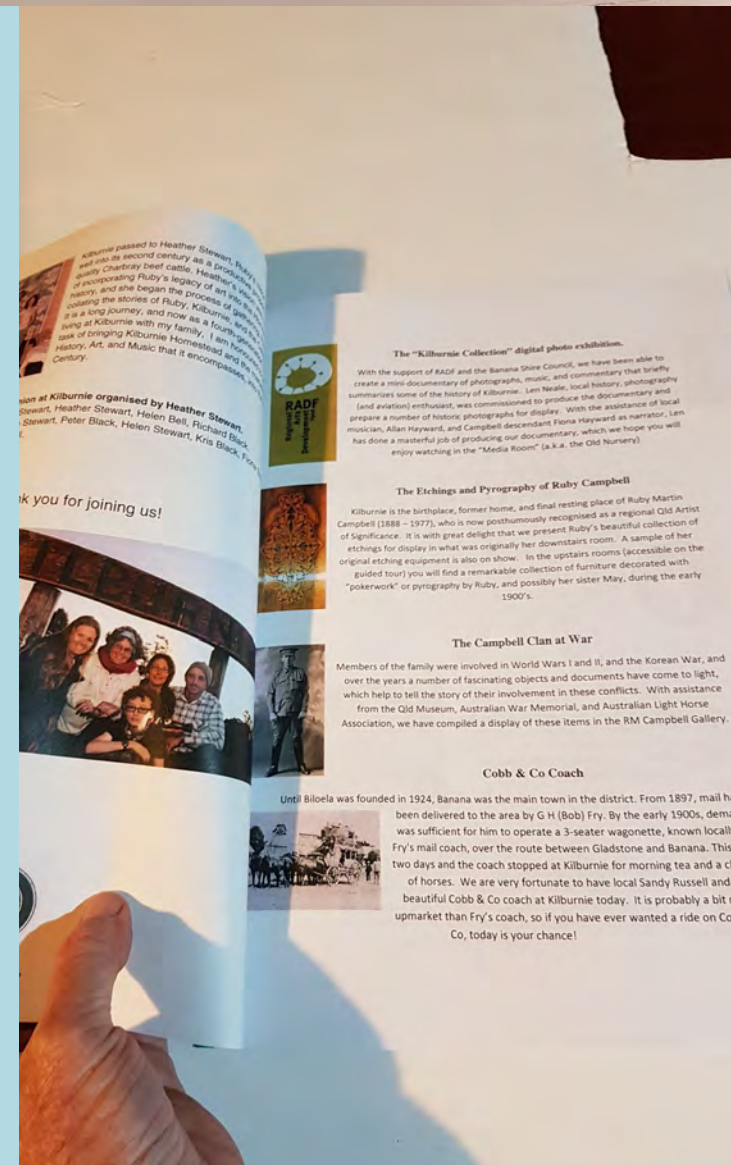 Kilburnie passed to Heather Stewart, Ruby's
well into its second century as a productive
quality Charbray beef cattle. Heather's vision
of incorporating Ruby's legacy of art into the
history, and she began the process of gathering
collating the stories of Ruby, Kilburnie, and the
It is a long journey, and now as a fourth-generation
living at Kilburnie with my family, I am honoured
task of bringing Kilburnie Homestead and the
History, Art, and Music that it encompasses,
Century.
at Kilburnie organised by Heather Stewart.
Stewart, Heather Stewart, Helen Bell, Richard Black,
Stewart, Peter Black, Helen Stewart, Kris Black,
you for joining us!
RADF
Regional
Arts
Development
Fund
The "Kilburnie Collection" digital photo exhibition.
With the support of RADF and the Banana Shire Council, we have been able to
create a mini-documentary of photographs, music, and commentary that briefly
summarizes some of the history of Kilburnie. Len Neale, local history, photography
(and aviation) enthusiast, was commissioned to produce the documentary and
prepare a number of historic photographs for display. With the assistance of local
musician, Allan Hayward, and Campbell descendant Fiona Hayward as narrator, Len
has done a masterful job of producing our documentary, which we hope you will
enjoy watching in the "Media Room" (a.k.a. the Old Nursery)
The Etchings and Pyrography of Ruby Campbell
Kilburnie is the birthplace, former home, and final resting place of Ruby Martin
Campbell (1888 – 1977), who is now posthumously recognised as a regional Qld Artist
of Significance. It is with great delight that we present Ruby's beautiful collection of
etchings for display in what was originally her downstairs room. A sample of her
original etching equipment is also on show. In the upstairs rooms (accessible on the
guided tour) you will find a remarkable collection of furniture decorated with
"pokerwork" or pyrography by Ruby, and possibly her sister May, during the early
1900's.
The Campbell Clan at War
Members of the family were involved in World Wars I and II, and the Korean War, and
over the years a number of fascinating objects and documents have come to light,
which help to tell the story of their involvement in these conflicts. With assistance
from the Qld Museum, Australian War Memorial, and Australian Light Horse
Association, we have compiled a display of these items in the RM Campbell Gallery.
Cobb & Co Coach
Until Biloela was founded in 1924, Banana was the main town in the district. From 1897, mail
been delivered to the area by G H (Bob) Fry. By the early 1900s,
was sufficient for him to operate a 3-seater wagonette, known
Fry's mail coach, over the route between Gladstone and Banana. This
two days and the coach stopped at Kilburnie for morning tea and a
of horses. We are very fortunate to have local Sandy Russell and
beautiful Cobb & Co coach at Kilburnie today. It is probably a bit
upmarket than Fry's coach, so if you have ever wanted a ride on
Co, today is your chance!